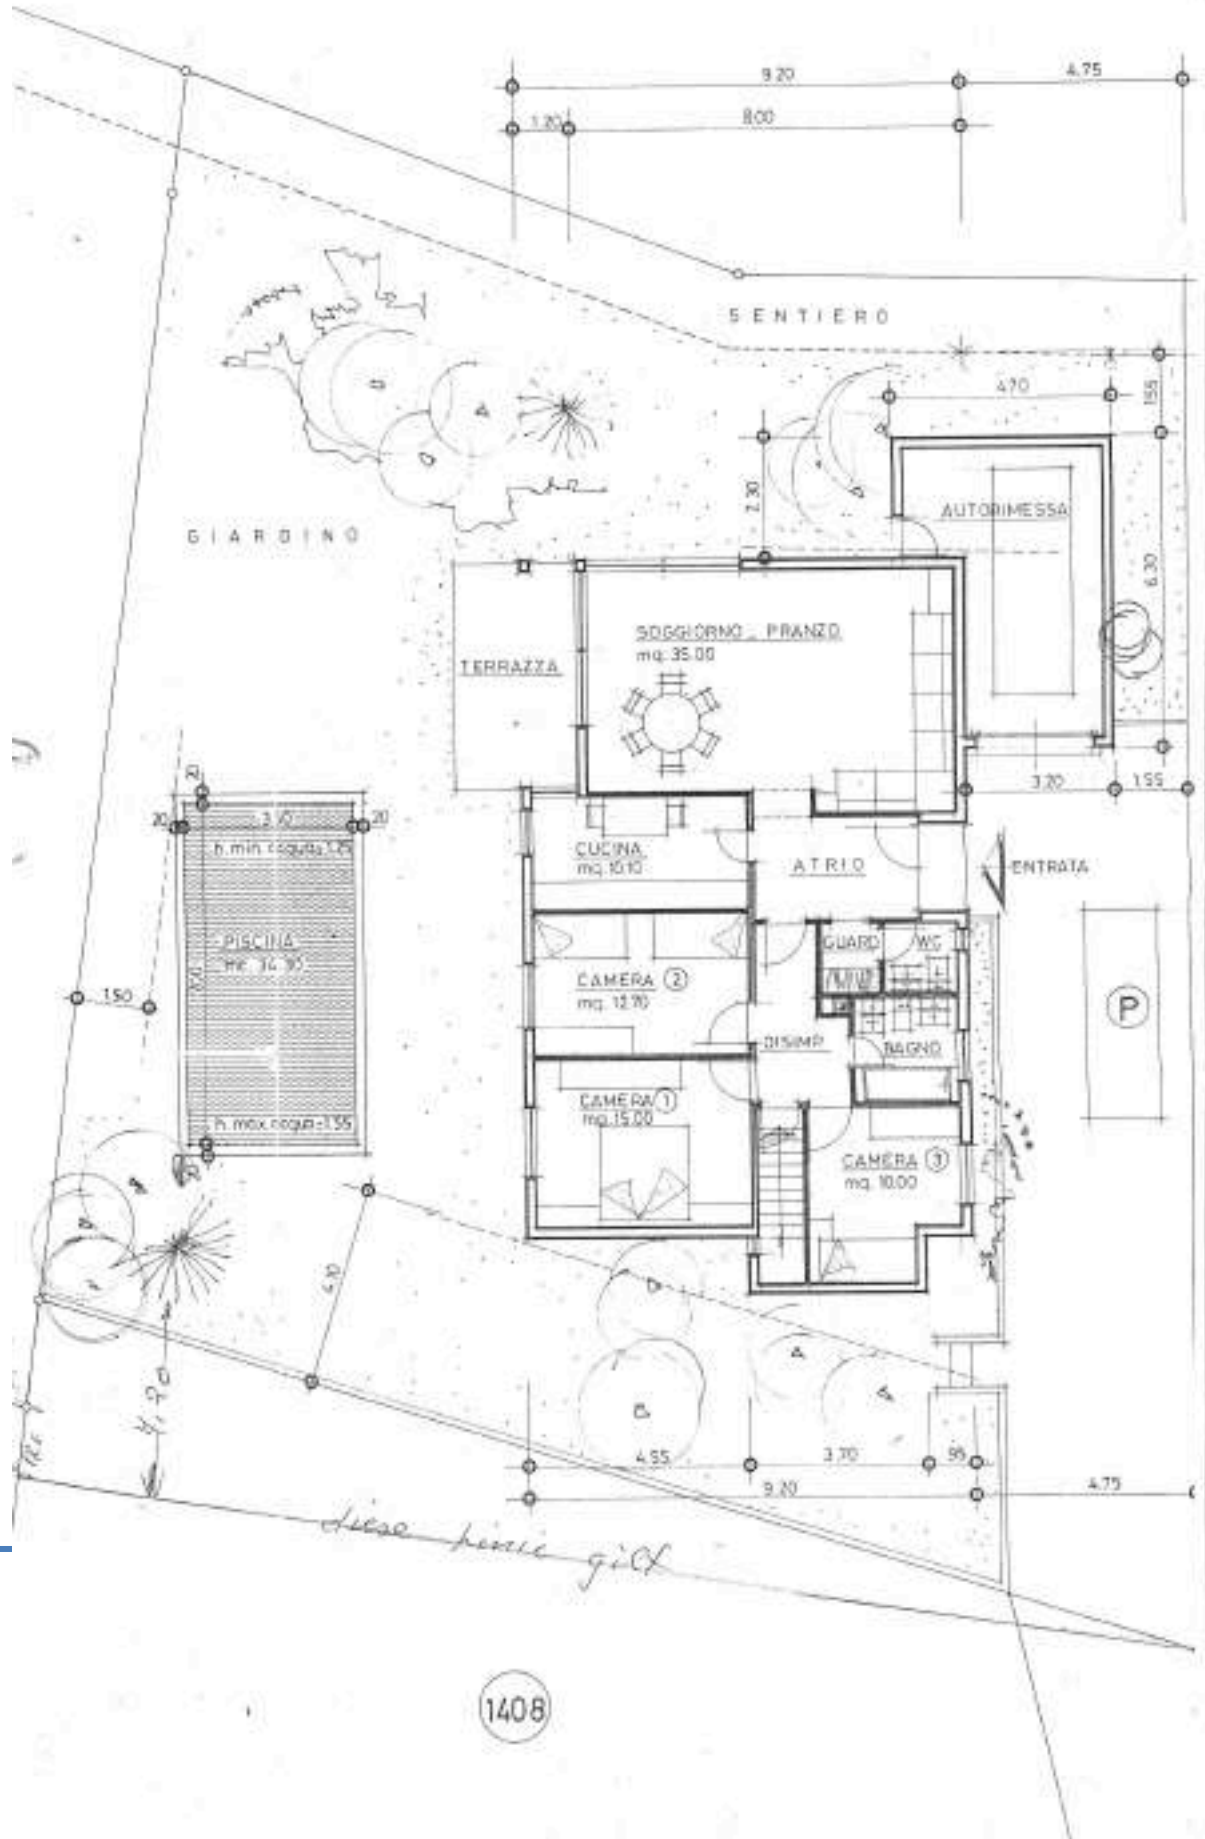 9.20
4.75
1.20
8.00
SENTIERO
4.70
1.55
2.30
AUTORIMESSA
GIARDINO
6.30
SOGGIORNO _ PRANZO
mq. 35.00
TERRAZZA
20
3.20
1.55
20
20
h. min. acqua=1.25
CUCINA
mq. 10.10
ATRIO
ENTRATA
PISCINA
GUARD.
WC
CAMERA 2
mq. 12.70
1.50
P
DISIMP.
BAGNO
CAMERA 1
mq. 15.00
h. max. acqua=1.55
CAMERA 3
mq. 10.00
4.20
4.55
3.70
95
9.20
4.75
diese
gilt
1408